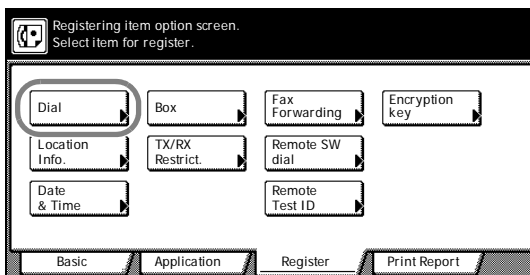 Registering item option screen.
Select item for register.
Dial
Box
Fax
Forwarding
Encryption
key
Location
Info.
TX/RX
Restrict.
Remote SW
dial
Date
& Time
Remote
Test ID
Basic
Application
Register
Print Report